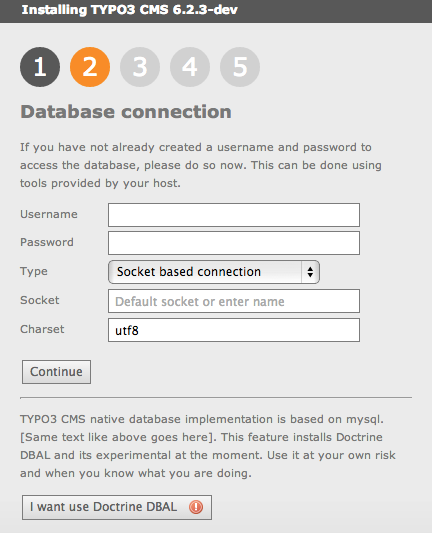 Installing TYPO3 CMS 6.2.3-dev
1 2 3 4 5
Database connection
If you have not already created a username and password to
access the database, please do so now. This can be done using
tools provided by your host.
Username
Password
Type Socket based connection
Socket Default socket or enter name
Charset utf8
Continue
TYPO3 CMS native database implementation is based on mysql.
[Same text like above goes here]. This feature installs Doctrine
DBAL and its experimental at the moment. Use it at your own risk
and when you know what you are doing.
I want use Doctrine DBAL !